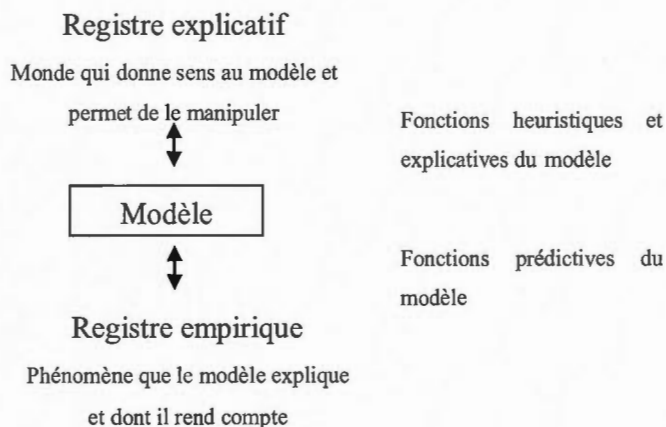 Registre explicatif
Monde qui donne sens au modèle et
permet de le manipuler
Fonctions heuristiques et
explicatives du modèle
Modèle
Fonctions prédictives du
modèle
Registre empirique
Phénomène que le modèle explique
et dont il rend compte